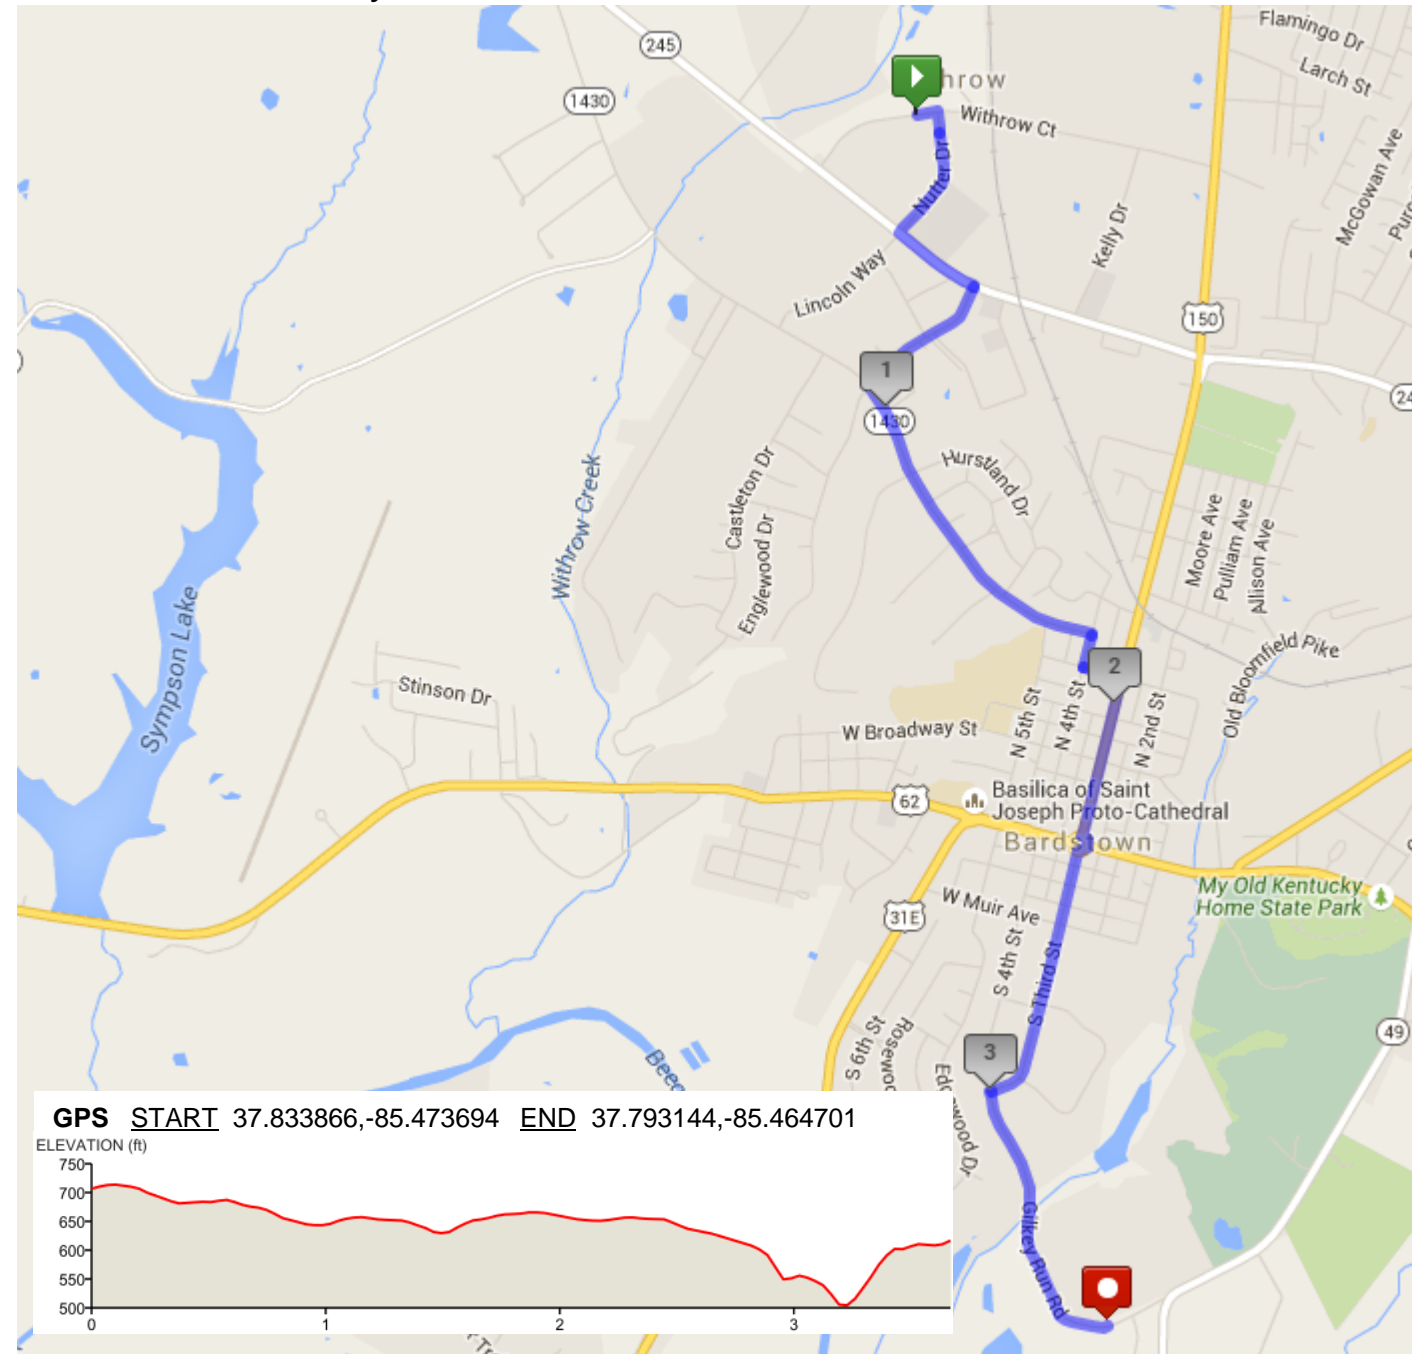 245
1430
Flamingo Dr
Larch St
Withrow Ct
McGowan Ave
Nutter Dr
Kelly Dr
Lincoln Way
150
1
1430
Hurstland Dr
Castleton Dr
Englewood Dr
Withrow Creek
Moore Ave
Pulliam Ave
Allison Ave
Sympson Lake
Old Bloomfield Pike
2
Stinson Dr
N 5th St
N 4th St
N 2nd St
W Broadway St
62
Basilica of Saint
Joseph Proto-Cathedral
Bardstown
My Old Kentucky
Home State Park
W Muir Ave
31E
S 4th St
S Third St
49
S 6th St
3
Gilkey Run Rd
GPS START 37.833866,-85.473694 END 37.793144,-85.464701
ELEVATION (ft)
750
700
650
600
550
500
0 1 2 3